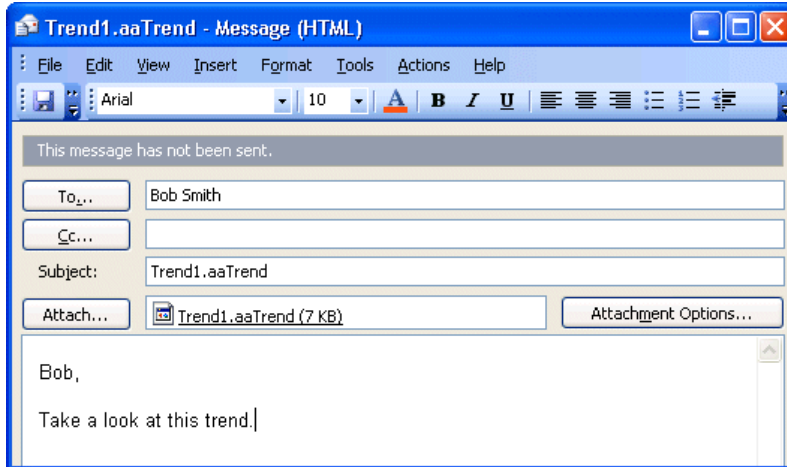 Trend1.aaTrend - Message (HTML)
File Edit View Insert Format Tools Actions Help
Arial 10 A B I U
This message has not been sent.
To... Bob Smith
Cc...
Subject: Trend1.aaTrend
Attach... Trend1.aaTrend (7 KB) Attachment Options...
Bob,
Take a look at this trend.